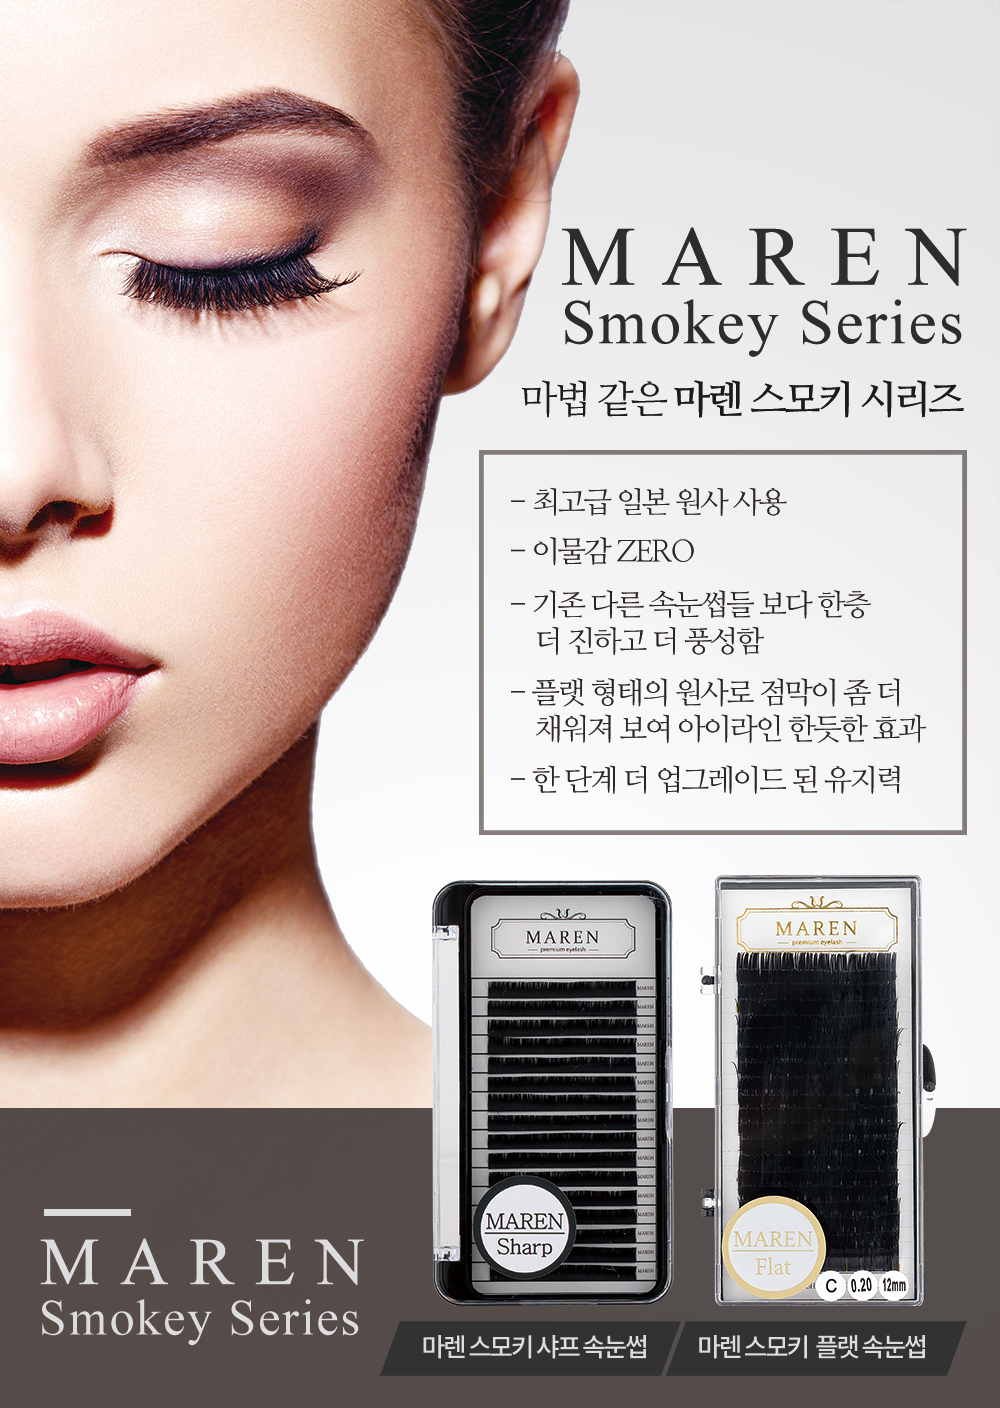 MAREN
Smokey Series
마법 같은 마렌 스모키 시리즈
- 최고급 일본 원사 사용
- 이물감 ZERO
- 기존 다른 속눈썹들 보다 한층
더 진하고 더 풍성함
- 플랫 형태의 원사로 점막이 좀 더
채워져 보여 아이라인 한듯한 효과
- 한 단계 더 업그레이드 된 유지력
MAREN
premium eyelash
MAREN
Sharp
MAREN
premium eyelash
MAREN
Flat
C 0.20 12mm
MAREN
Smokey Series
마렌 스모키 샤프 속눈썹
마렌 스모키 플랫 속눈썹